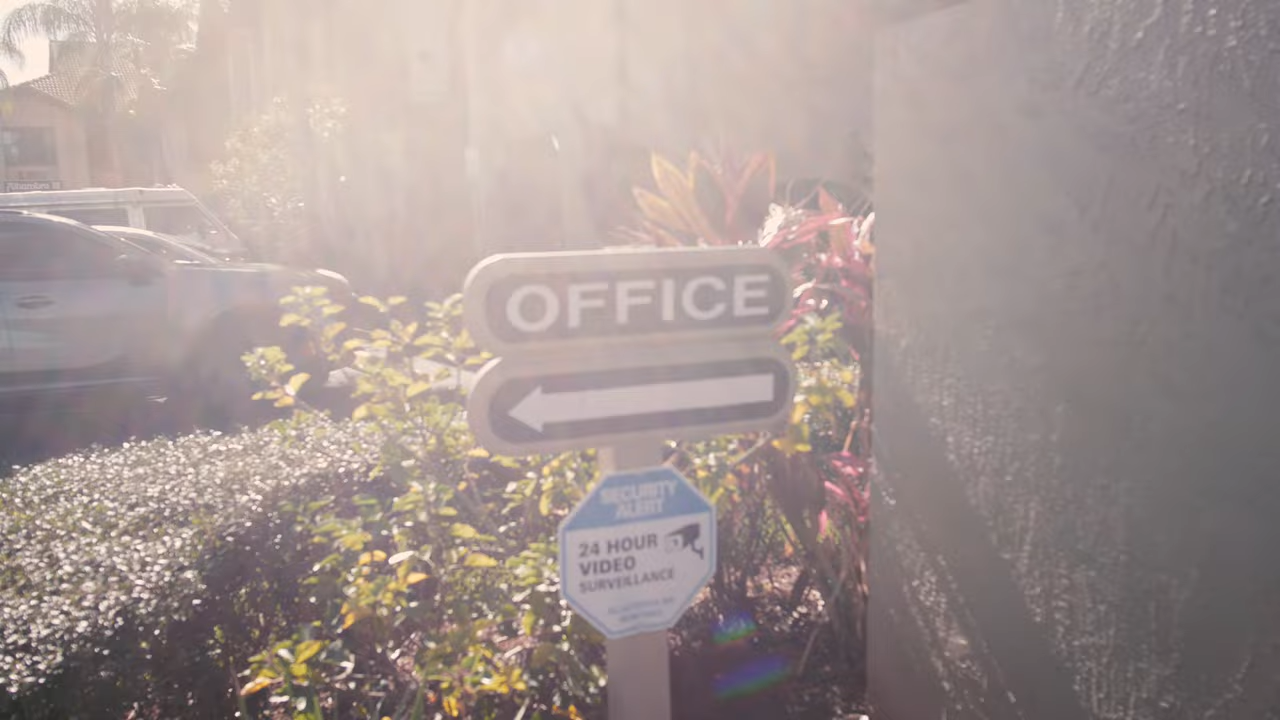 OFFICE
SECURITY
ALERT
24 HOUR
VIDEO
SURVEILLANCE